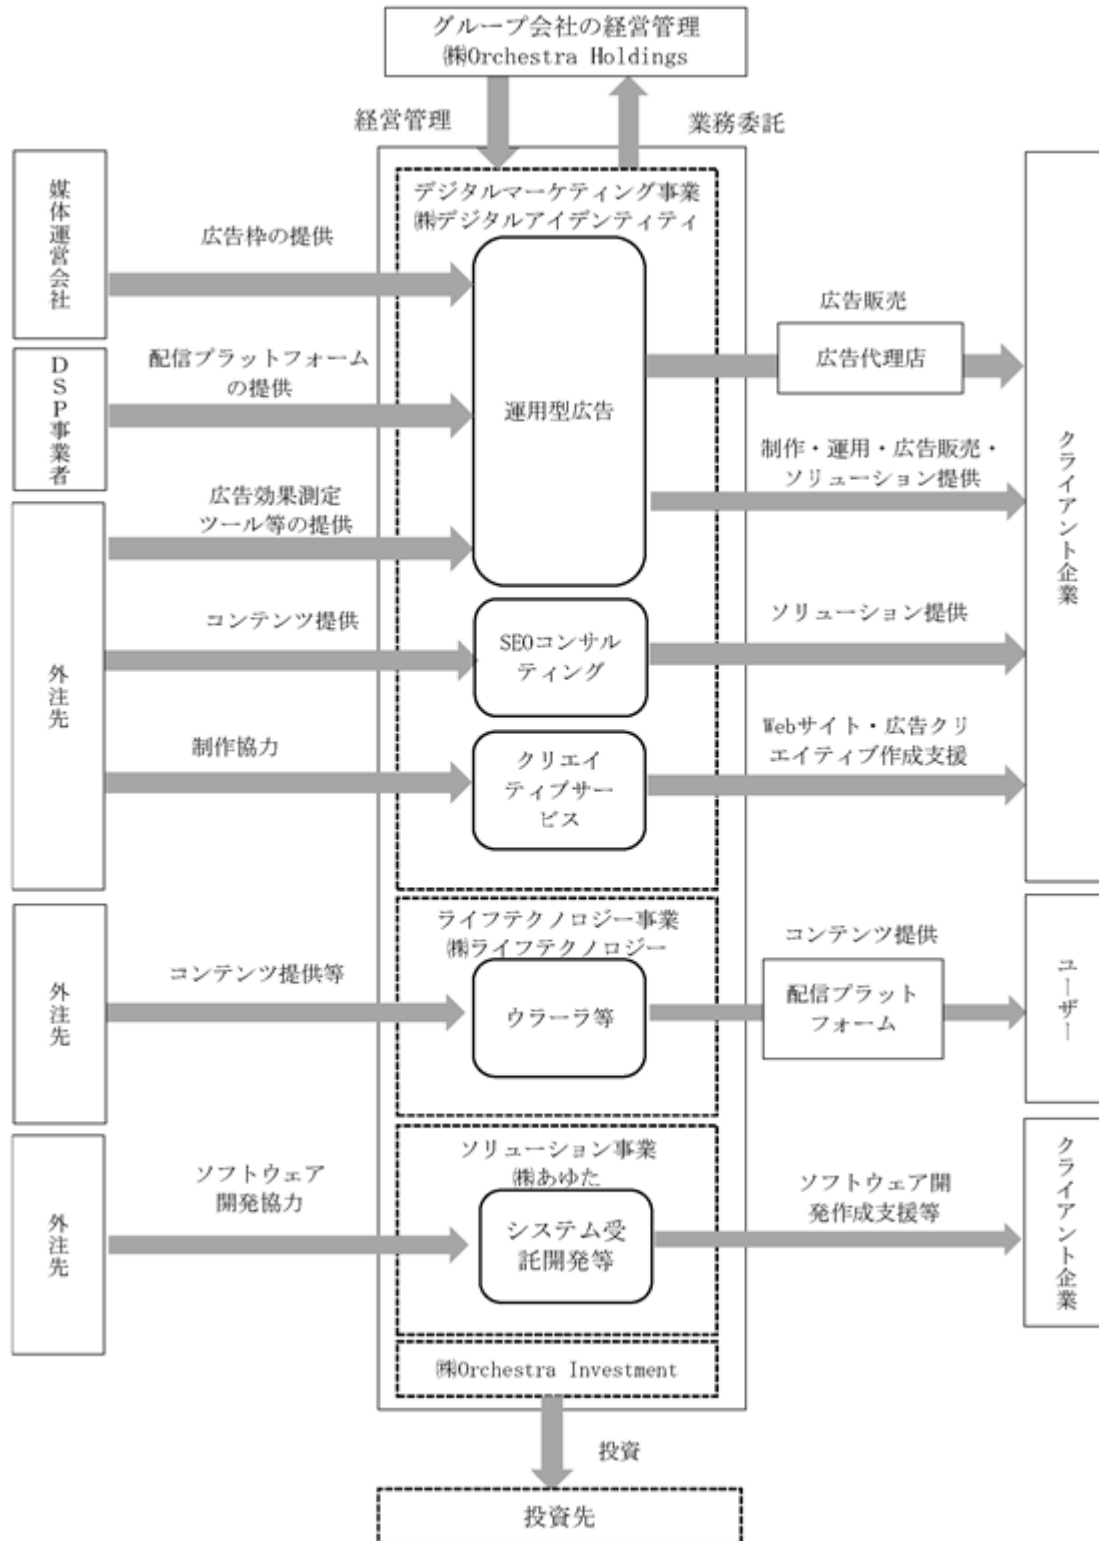 グループ会社の経営管理
㈱Orchestra Holdings
経営管理
業務委託
媒体運営会社
DSP事業者
外注先
広告枠の提供
配信プラットフォーム
の提供
広告効果測定
ツール等の提供
コンテンツ提供
制作協力
デジタルマーケティング事業
㈱デジタルアイデンティティ
運用型広告
SEOコンサル
ティング
クリエイ
ティブサー
ビス
広告販売
広告代理店
制作・運用・広告販売・
ソリューション提供
ソリューション提供
Webサイト・広告クリ
エイティブ作成支援
クライアント企業
外注先
コンテンツ提供等
ライフテクノロジー事業
㈱ライフテクノロジー
ウラーラ等
コンテンツ提供
配信プラット
フォーム
ユーザー
外注先
ソフトウェア
開発協力
ソリューション事業
㈱あゆた
システム受
託開発等
ソフトウェア開
発作成支援等
クライアント企業
㈱Orchestra Investment
投資
投資先